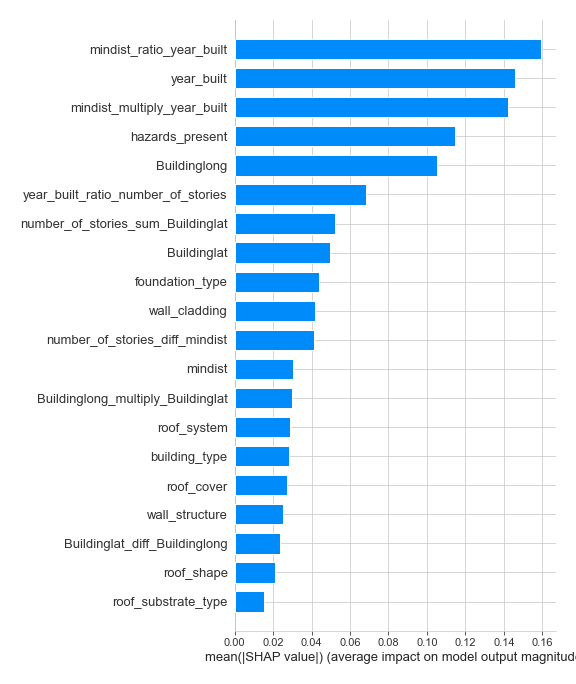 mindist_ratio_year_built
year_built
mindist_multiply_year_built
hazards_present
Buildinglong
year_built_ratio_number_of_stories
number_of_stories_sum_Buildinglat
Buildinglat
foundation_type
wall_cladding
number_of_stories_diff_mindist
mindist
Buildinglong_multiply_Buildinglat
roof_system
building_type
roof_cover
wall_structure
Buildinglat_diff_Buildinglong
roof_shape
roof_substrate_type
0.00 0.02 0.04 0.06 0.08 0.10 0.12 0.14 0.16
mean(|SHAP value|) (average impact on model output magnitude